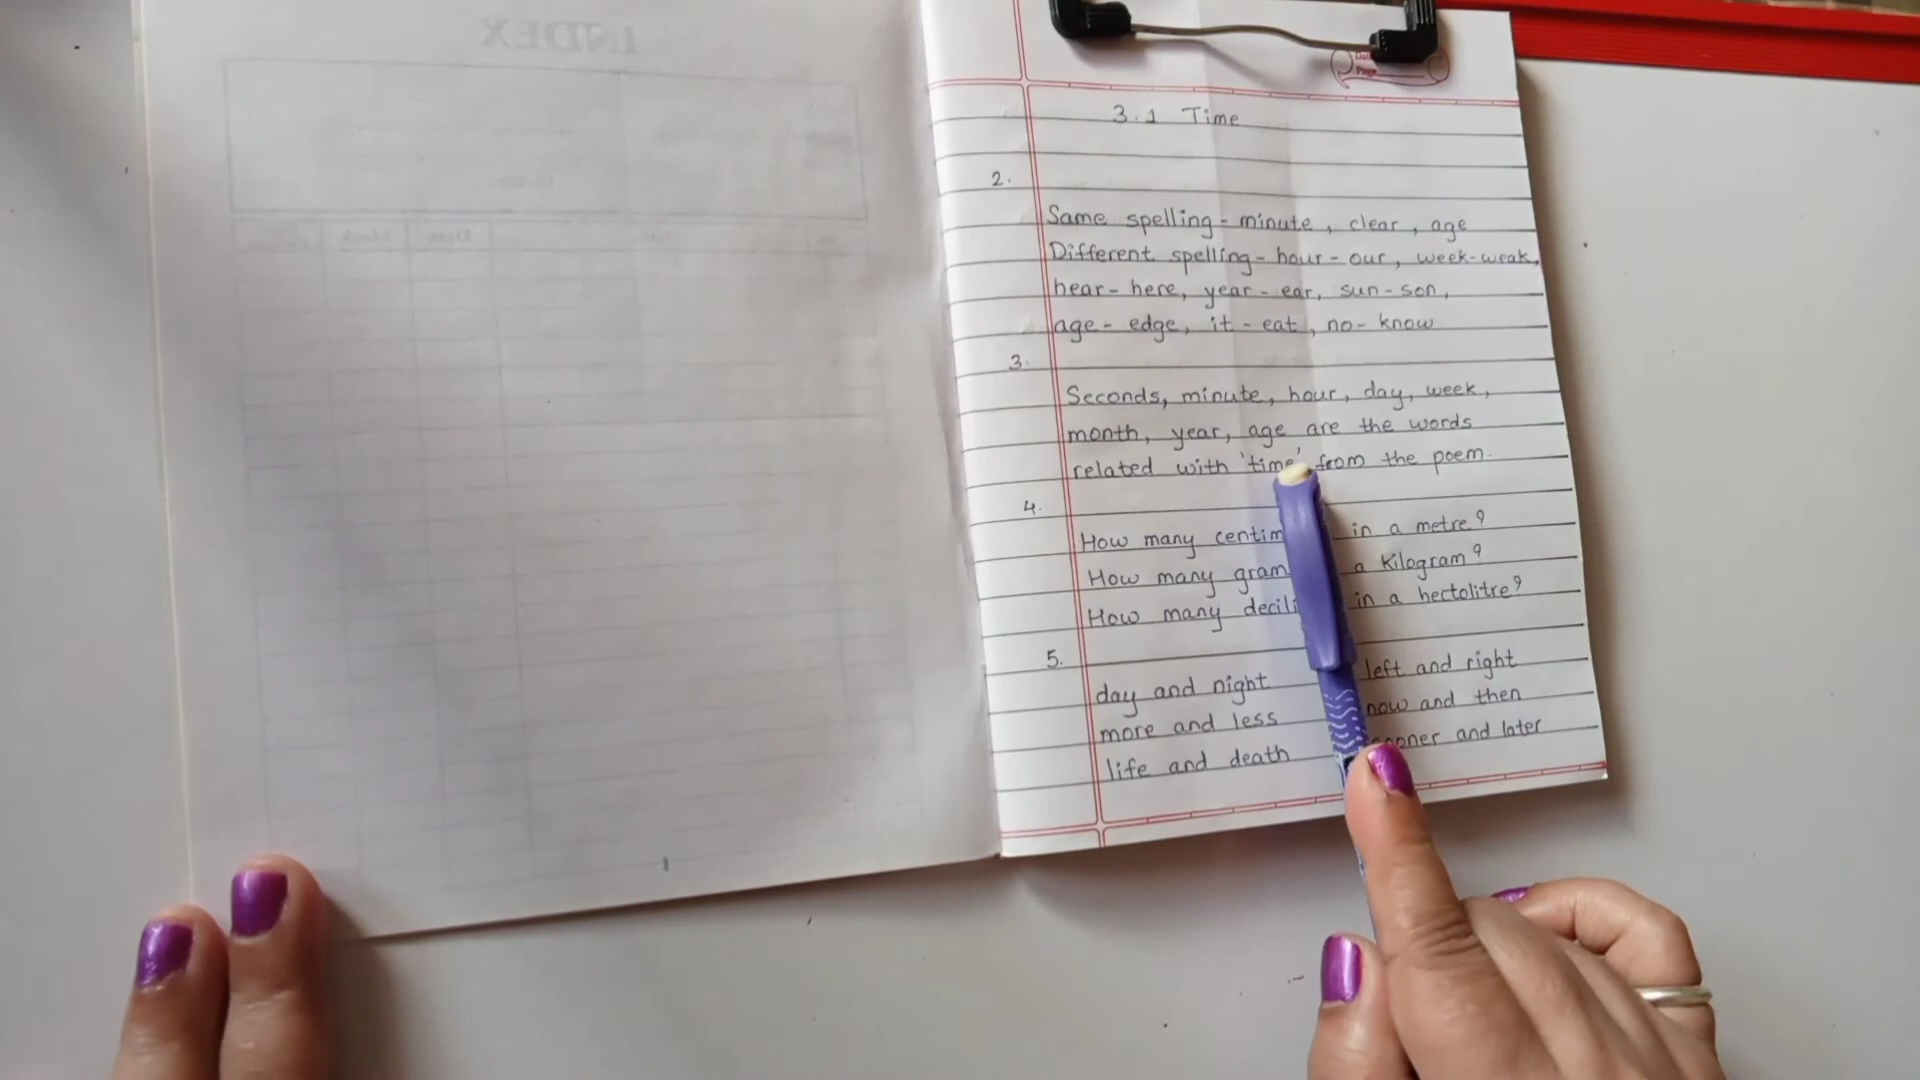 INDEX
Date
Page
3.1 Time
2.
Same spelling - minute, clear, age
Different spelling - hour - our, week-weak,
hear - here, year - ear, sun - son,
age - edge, it - eat, no - know
3.
Seconds, minute, hour, day, week,
month, year, age are the words
related with 'time' from the poem.
4.
How many centim in a metre?
How many gram a kilogram?
How many decili in a hectolitre?
5.
day and night left and right
more and less now and then
life and death sooner and later